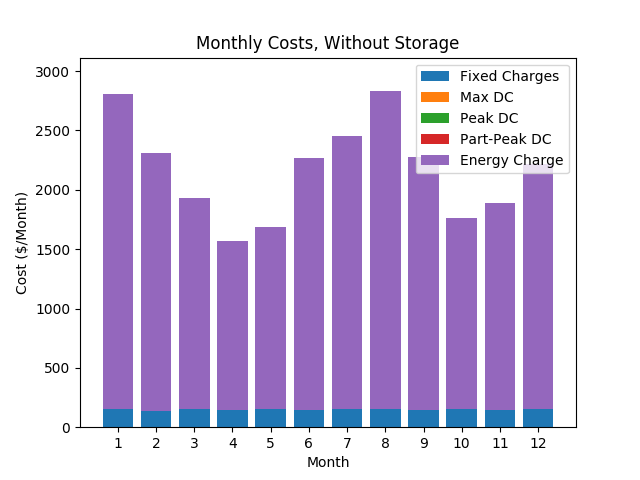 Monthly Costs, Without Storage
3000
2500
2000
1500
1000
500
0
Cost ($/Month)
Fixed Charges
Max DC
Peak DC
Part-Peak DC
Energy Charge
1 2 3 4 5 6 7 8 9 10 11 12
Month